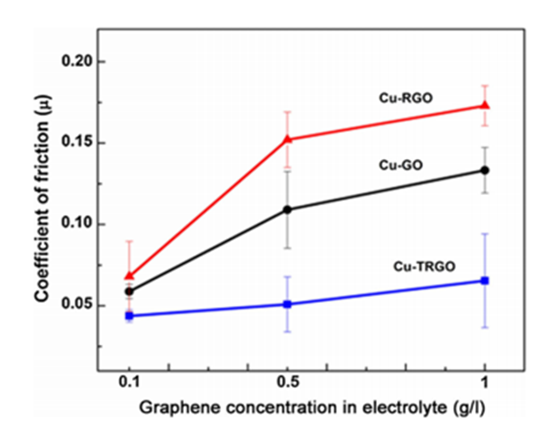 0.20
Cu-RGO
0.15
Cu-GO
0.10
Cu-TRGO
0.05
Coefficient of friction (µ)
0.1 0.5 1
Graphene concentration in electrolyte (g/l)